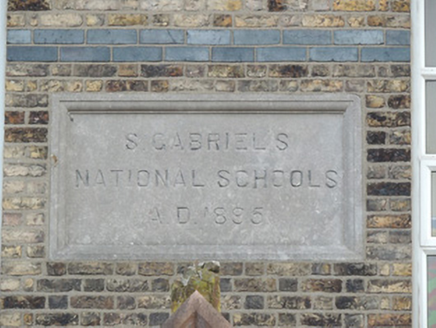 S. GABRIEL'S
NATIONAL SCHOOLS
A.D. 1895